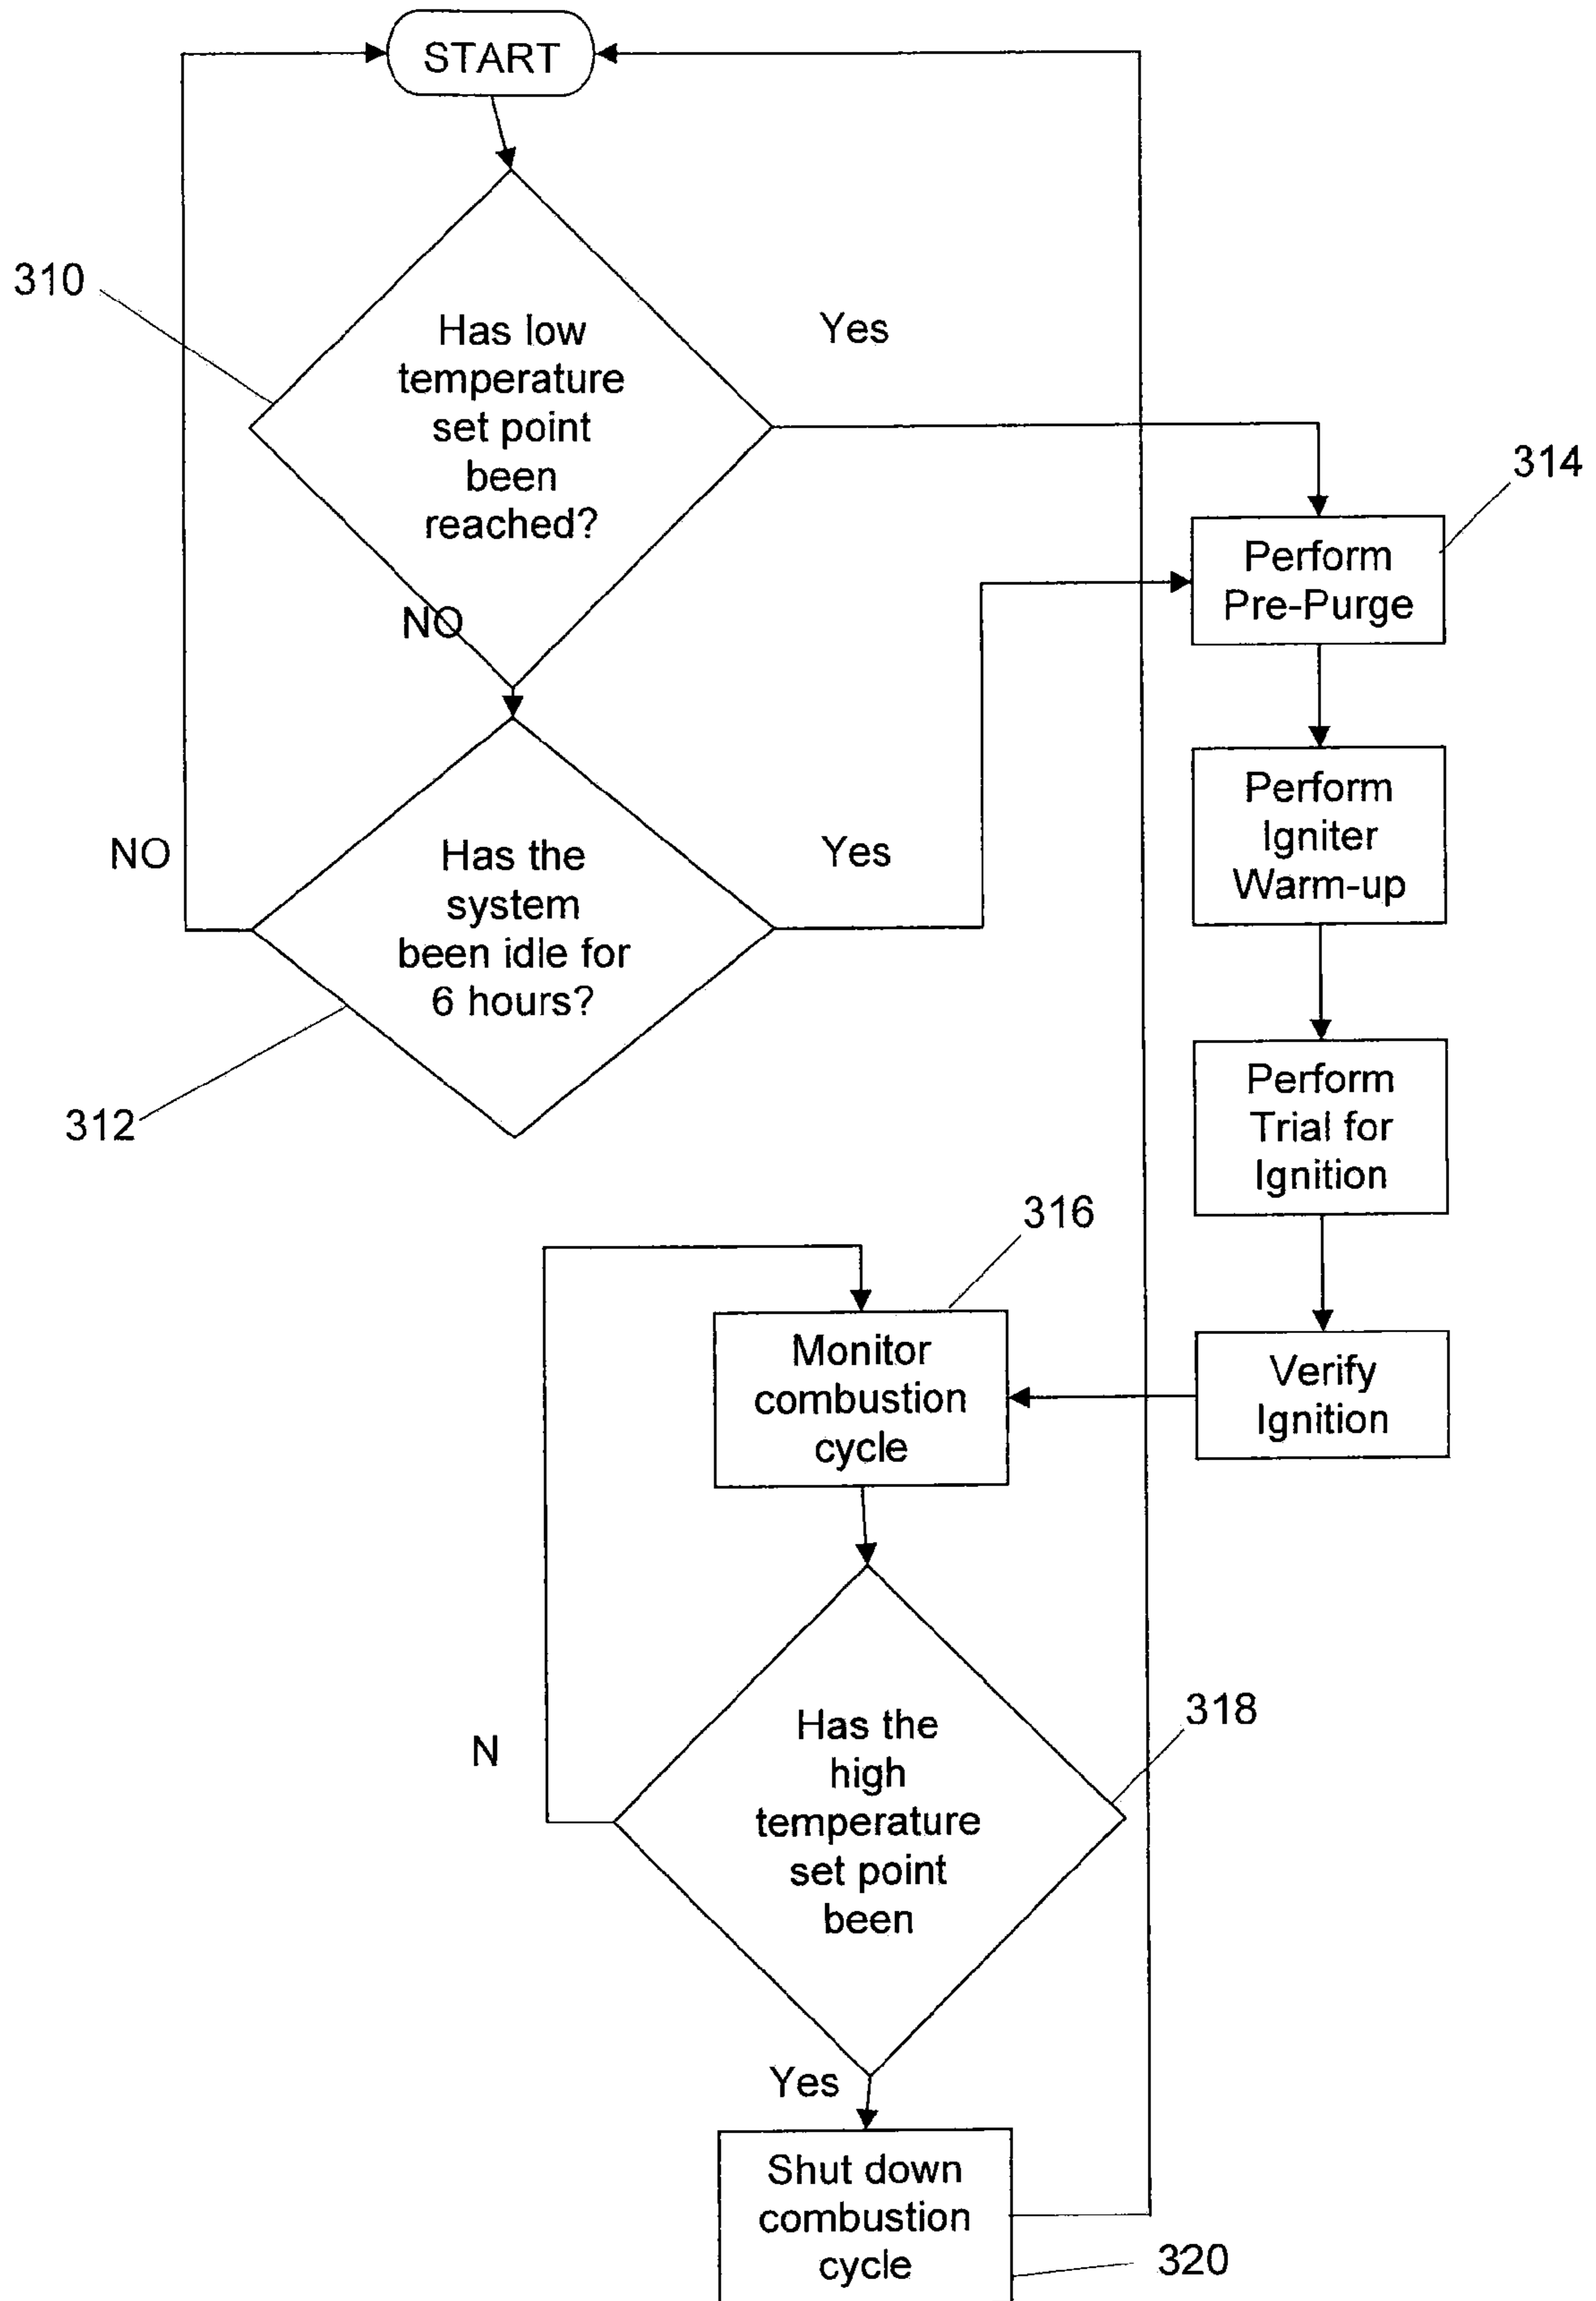 START
310
Has low
temperature
set point
been
reached?
Yes
NO
314
Perform
Pre-Purge
Perform
Igniter
Warm-up
NO
Has the
system
been idle for
6 hours?
Yes
312
Perform
Trial for
Ignition
316
Monitor
combustion
cycle
Verify
Ignition
N
Has the
high
temperature
set point
been
318
Yes
Shut down
combustion
cycle
320